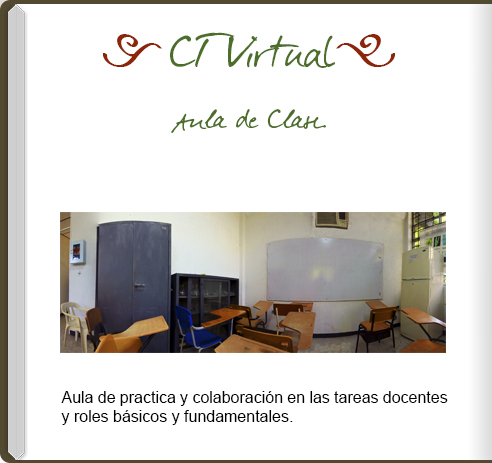 CT Virtual
Aula de Clase
Aula de practica y colaboración en las tareas docentes
y roles básicos y fundamentales.